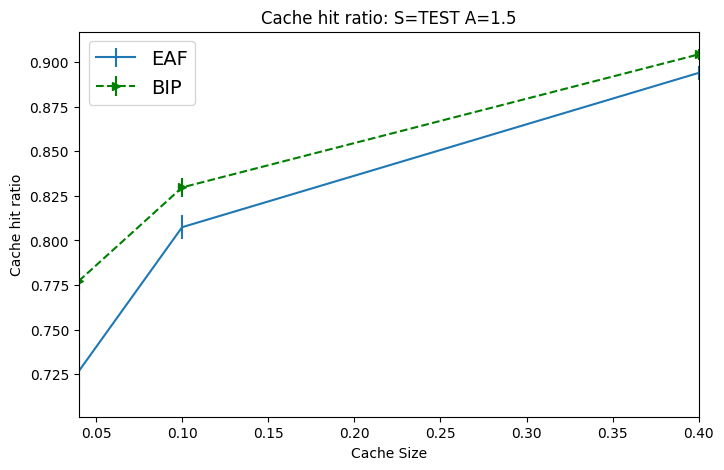 Cache hit ratio: S=TEST A=1.5
EAF
BIP
0.900
0.875
0.850
0.825
0.800
0.775
0.750
0.725
Cache hit ratio
0.05 0.10 0.15 0.20 0.25 0.30 0.35 0.40
Cache Size